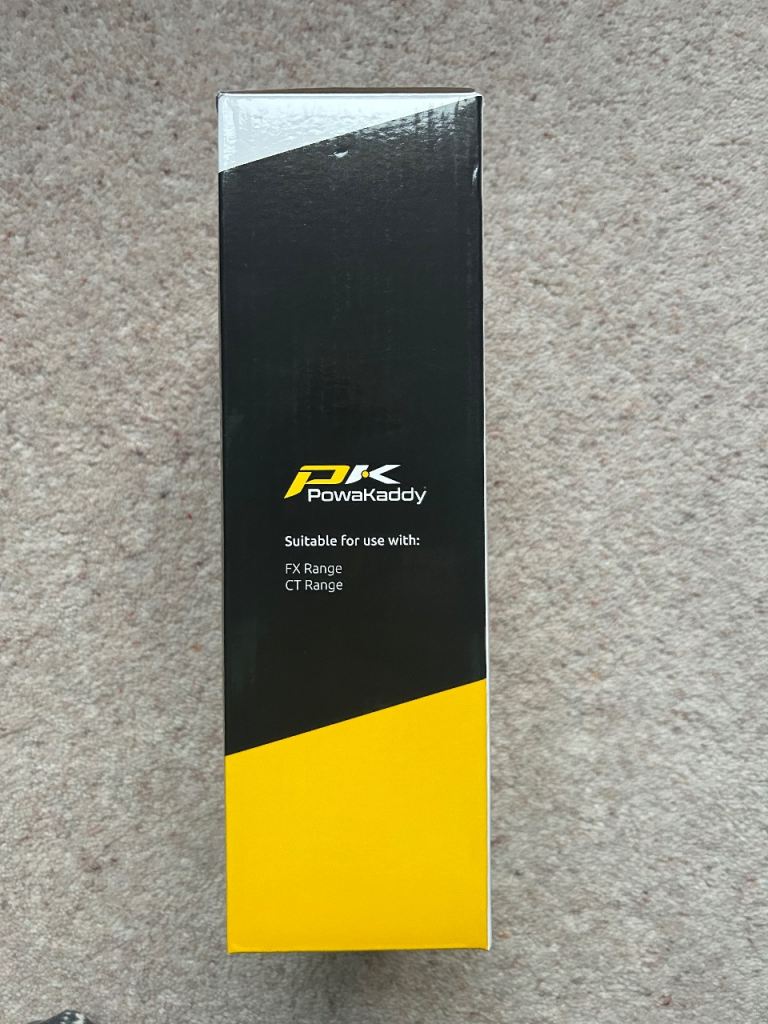 PK
PowaKaddy
Suitable for use with:
FX Range
CT Range